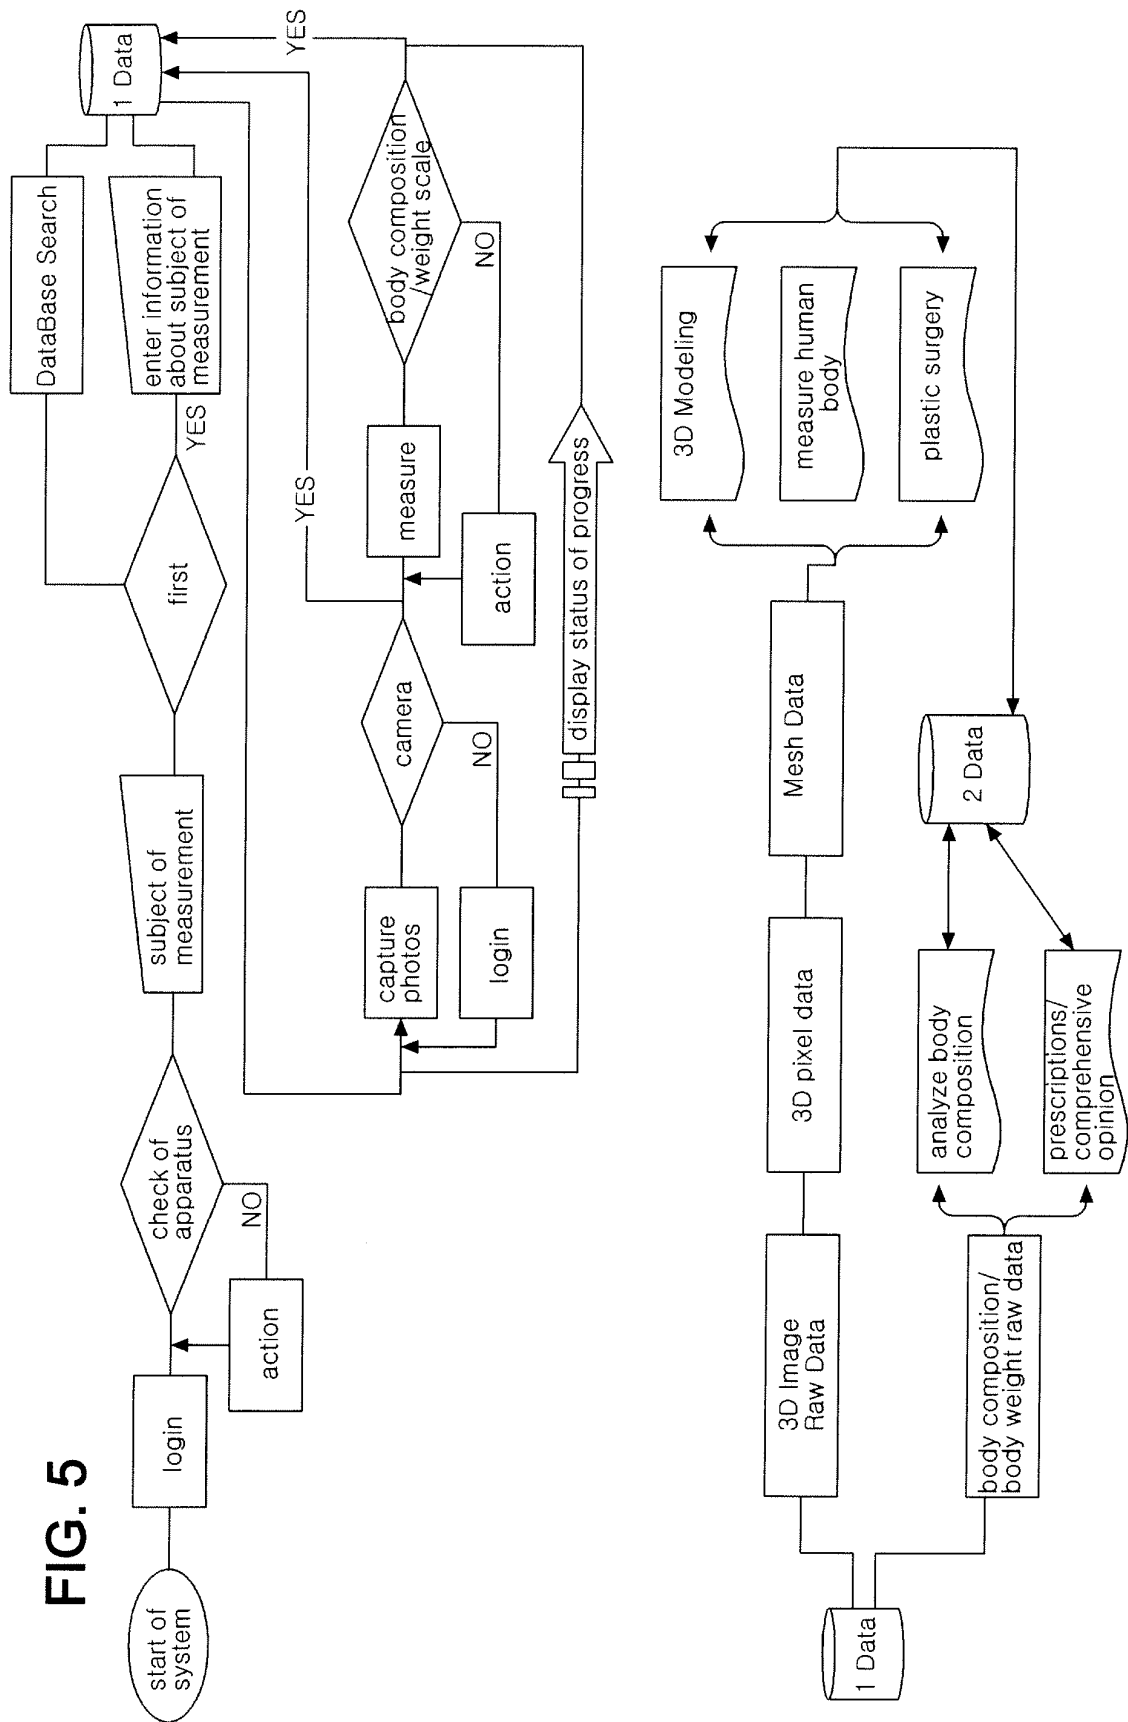 FIG. 5
start of
system
login
action
check of
apparatus
NO
subject of
measurement
first
YES
DataBase Search
enter information
about subject of
measurement
1 Data
capture
photos
login
camera
NO
YES
measure
action
body composition
/weight scale
NO
YES
display status of progress
1 Data
3D Image
Raw Data
3D pixel data
Mesh Data
3D Modeling
measure human
body
plastic surgery
body composition/
body weight raw data
analyze body
composition
prescriptions/
comprehensive
opinion
2 Data